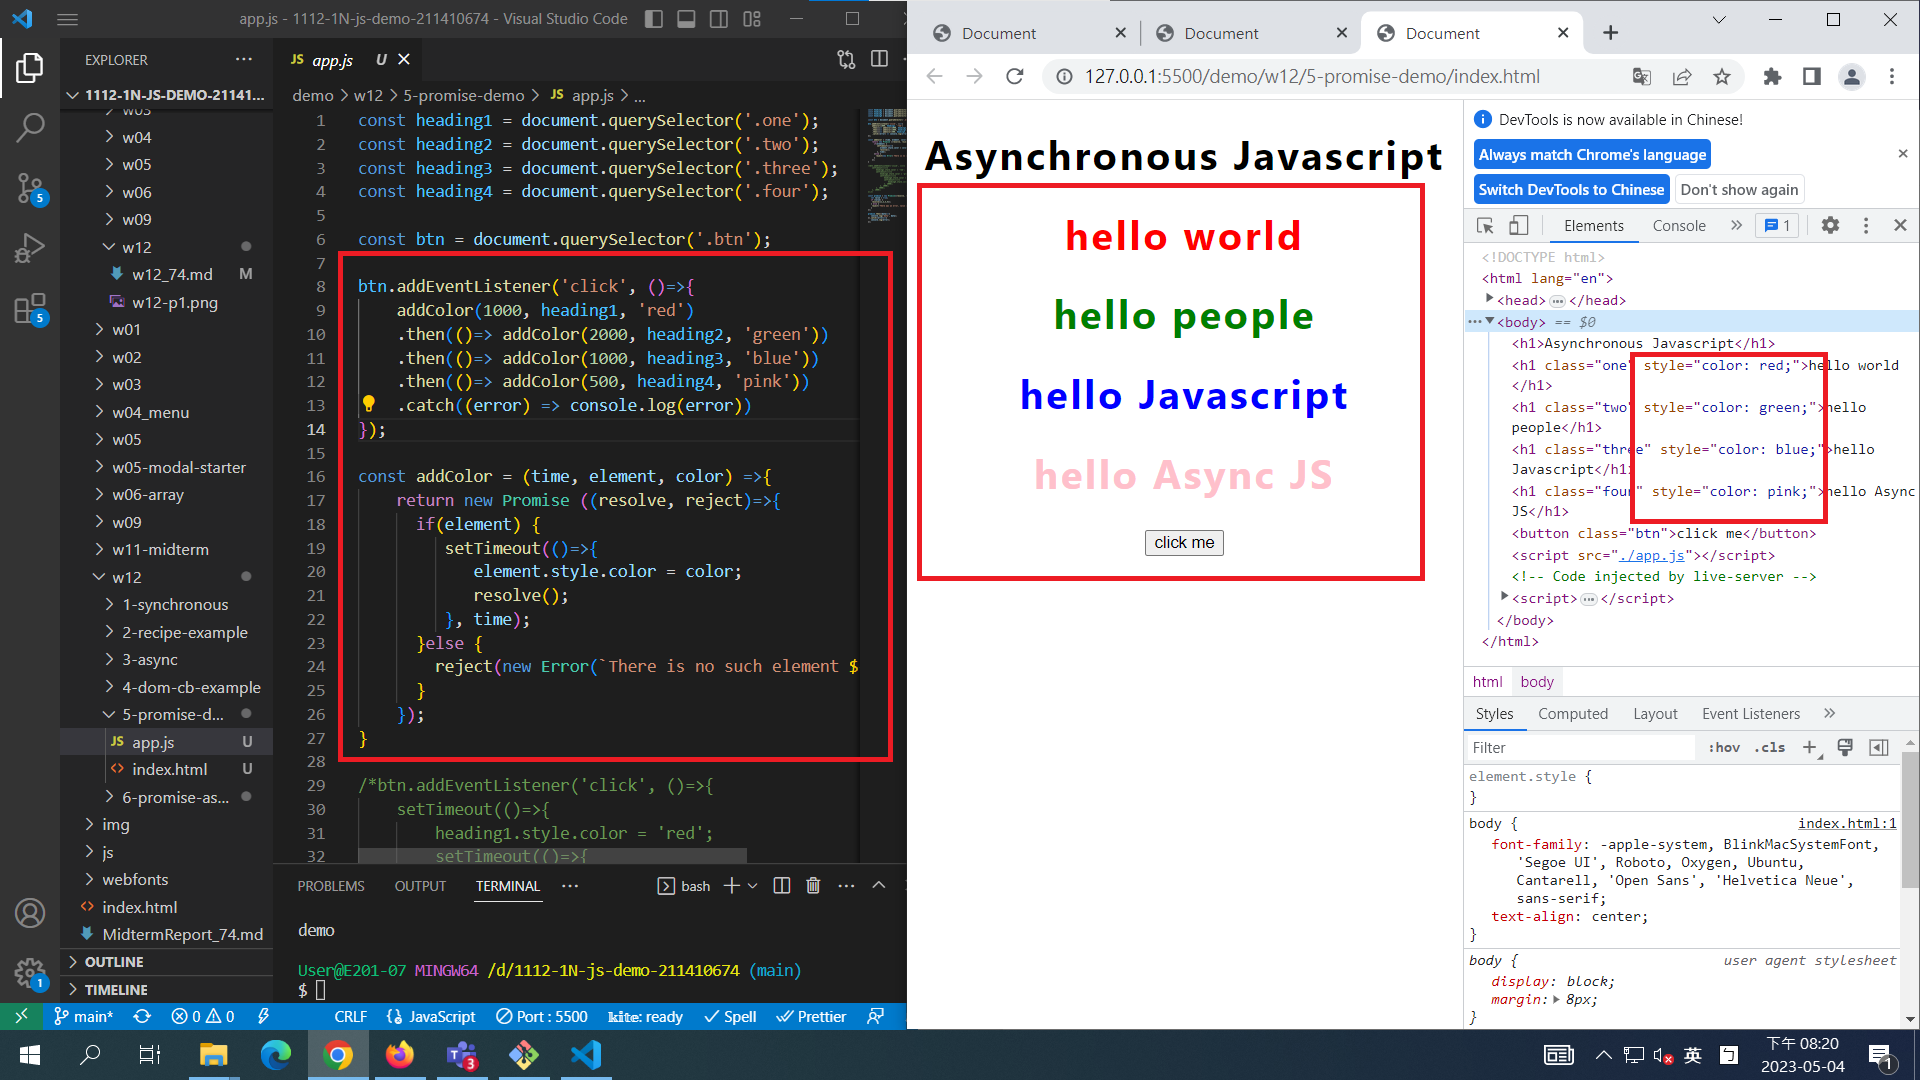 app.js - 1112-1N-js-demo-211410674 - Visual Studio Code
EXPLORER
1112-1N-JS-DEMO-21141...
w03
w04
w05
w06
w09
w12
w12_74.md M
w12-p1.png
w01
w02
w03
w04_menu
w05
w05-modal-starter
w06-array
w09
w11-midterm
w12
1-synchronous
2-recipe-example
3-async
4-dom-cb-example
5-promise-d...
JS app.js U
index.html U
6-promise-as...
img
js
webfonts
index.html
MidtermReport_74.md
OUTLINE
TIMELINE
5
5
1
JS app.js U
demo > w12 > 5-promise-demo > JS app.js > ...
1 const heading1 = document.querySelector('.one');
2 const heading2 = document.querySelector('.two');
3 const heading3 = document.querySelector('.three');
4 const heading4 = document.querySelector('.four');
5
6 const btn = document.querySelector('.btn');
7
8 btn.addEventListener('click', ()=>{
9 addColor(1000, heading1, 'red')
10 .then(()=> addColor(2000, heading2, 'green'))
11 .then(()=> addColor(1000, heading3, 'blue'))
12 .then(()=> addColor(500, heading4, 'pink'))
13 .catch((error) => console.log(error))
14 });
15
16 const addColor = (time, element, color) =>{
17 return new Promise ((resolve, reject)=>{
18 if(element) {
19 setTimeout(()=>{
20 element.style.color = color;
21 resolve();
22 }, time);
23 }else {
24 reject(new Error(`There is no such element $
25 }
26 });
27 }
28
29 /*btn.addEventListener('click', ()=>{
30 setTimeout(()=>{
31 heading1.style.color = 'red';
32 setTimeout(()=>{
PROBLEMS OUTPUT TERMINAL ... bash
demo
User@E201-07 MINGW64 /d/1112-1N-js-demo-211410674 (main)
$
main* 0 0 CRLF JavaScript Port : 5500 kite: ready Spell Prettier
Document Document Document
127.0.0.1:5500/demo/w12/5-promise-demo/index.html
Asynchronous Javascript
hello world
hello people
hello Javascript
hello Async JS
click me
DevTools is now available in Chinese!
Always match Chrome's language
Switch DevTools to Chinese Don't show again
Elements Console » 1
<!DOCTYPE html>
<html lang="en">
<head> ... </head>
<body> == $0
<h1>Asynchronous Javascript</h1>
<h1 class="one" style="color: red;">hello world
</h1>
<h1 class="two" style="color: green;">hello
people</h1>
<h1 class="three" style="color: blue;">hello
Javascript</h1>
<h1 class="four" style="color: pink;">hello Async
JS</h1>
<button class="btn">click me</button>
<script src="./app.js"></script>
<!-- Code injected by live-server -->
<script> ... </script>
</body>
</html>
html body
Styles Computed Layout Event Listeners »
Filter :hov .cls +
element.style {
}
body { index.html:1
font-family: -apple-system, BlinkMacSystemFont,
'Segoe UI', Roboto, Oxygen, Ubuntu,
Cantarell, 'Open Sans', 'Helvetica Neue',
sans-serif;
text-align: center;
}
body { user agent stylesheet
display: block;
margin: 8px;
}
3
英
下午 08:20
2023-05-04
1